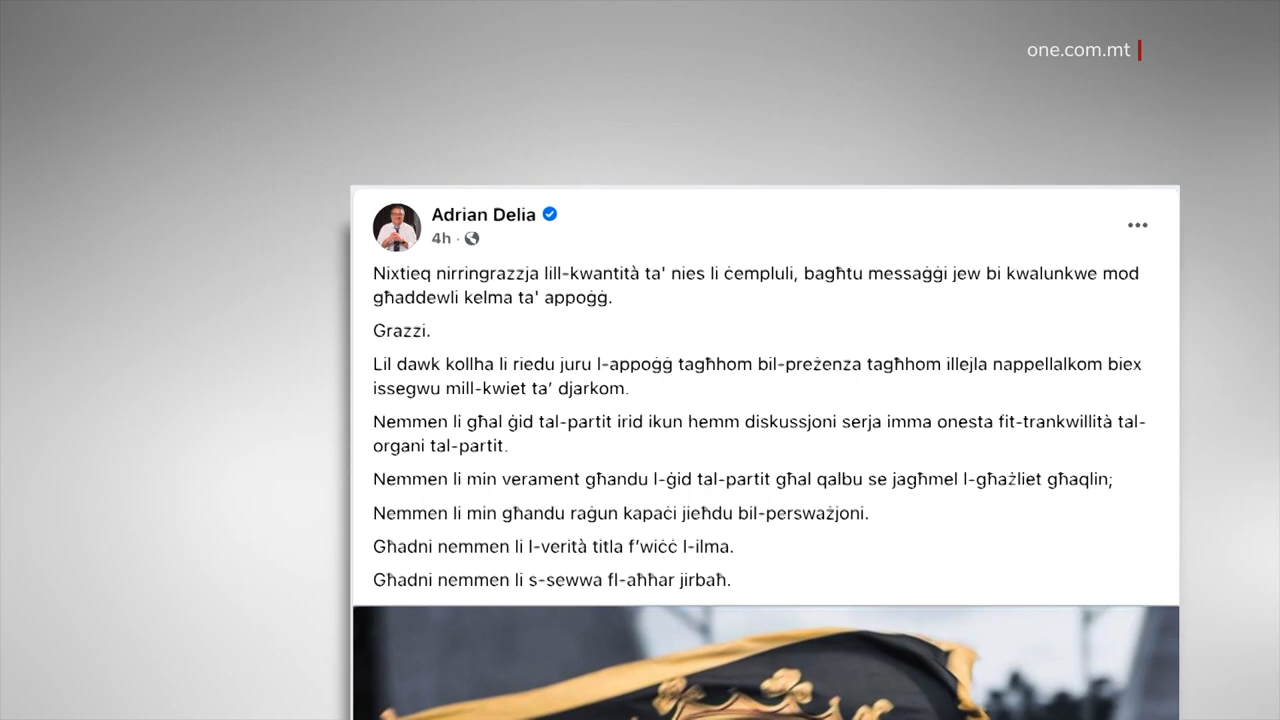 one.com.mt
Adrian Delia
4h ·
Nixtieq nirringrazzja lill-kwantità ta' nies li ċempluli, bagħtu messaġġi jew bi kwalunkwe mod
għaddewli kelma ta' appoġġ.
Grazzi.
Lil dawk kollha li riedu juru l-appoġġ tagħhom bil-preżenza tagħhom illejla nappellalkom biex
issegwu mill-kwiet ta’ djarkom.
Nemmen li għal ġid tal-partit irid ikun hemm diskussjoni serja imma onesta fit-trankwillità tal-
organi tal-partit.
Nemmen li min verament għandu l-ġid tal-partit għal qalbu se jagħmel l-għażliet għaqlin;
Nemmen li min għandu raġun kapaċi jieħdu bil-persważjoni.
Għadni nemmen li l-verità titla f’wiċċ l-ilma.
Għadni nemmen li s-sewwa fl-aħħar jirbaħ.